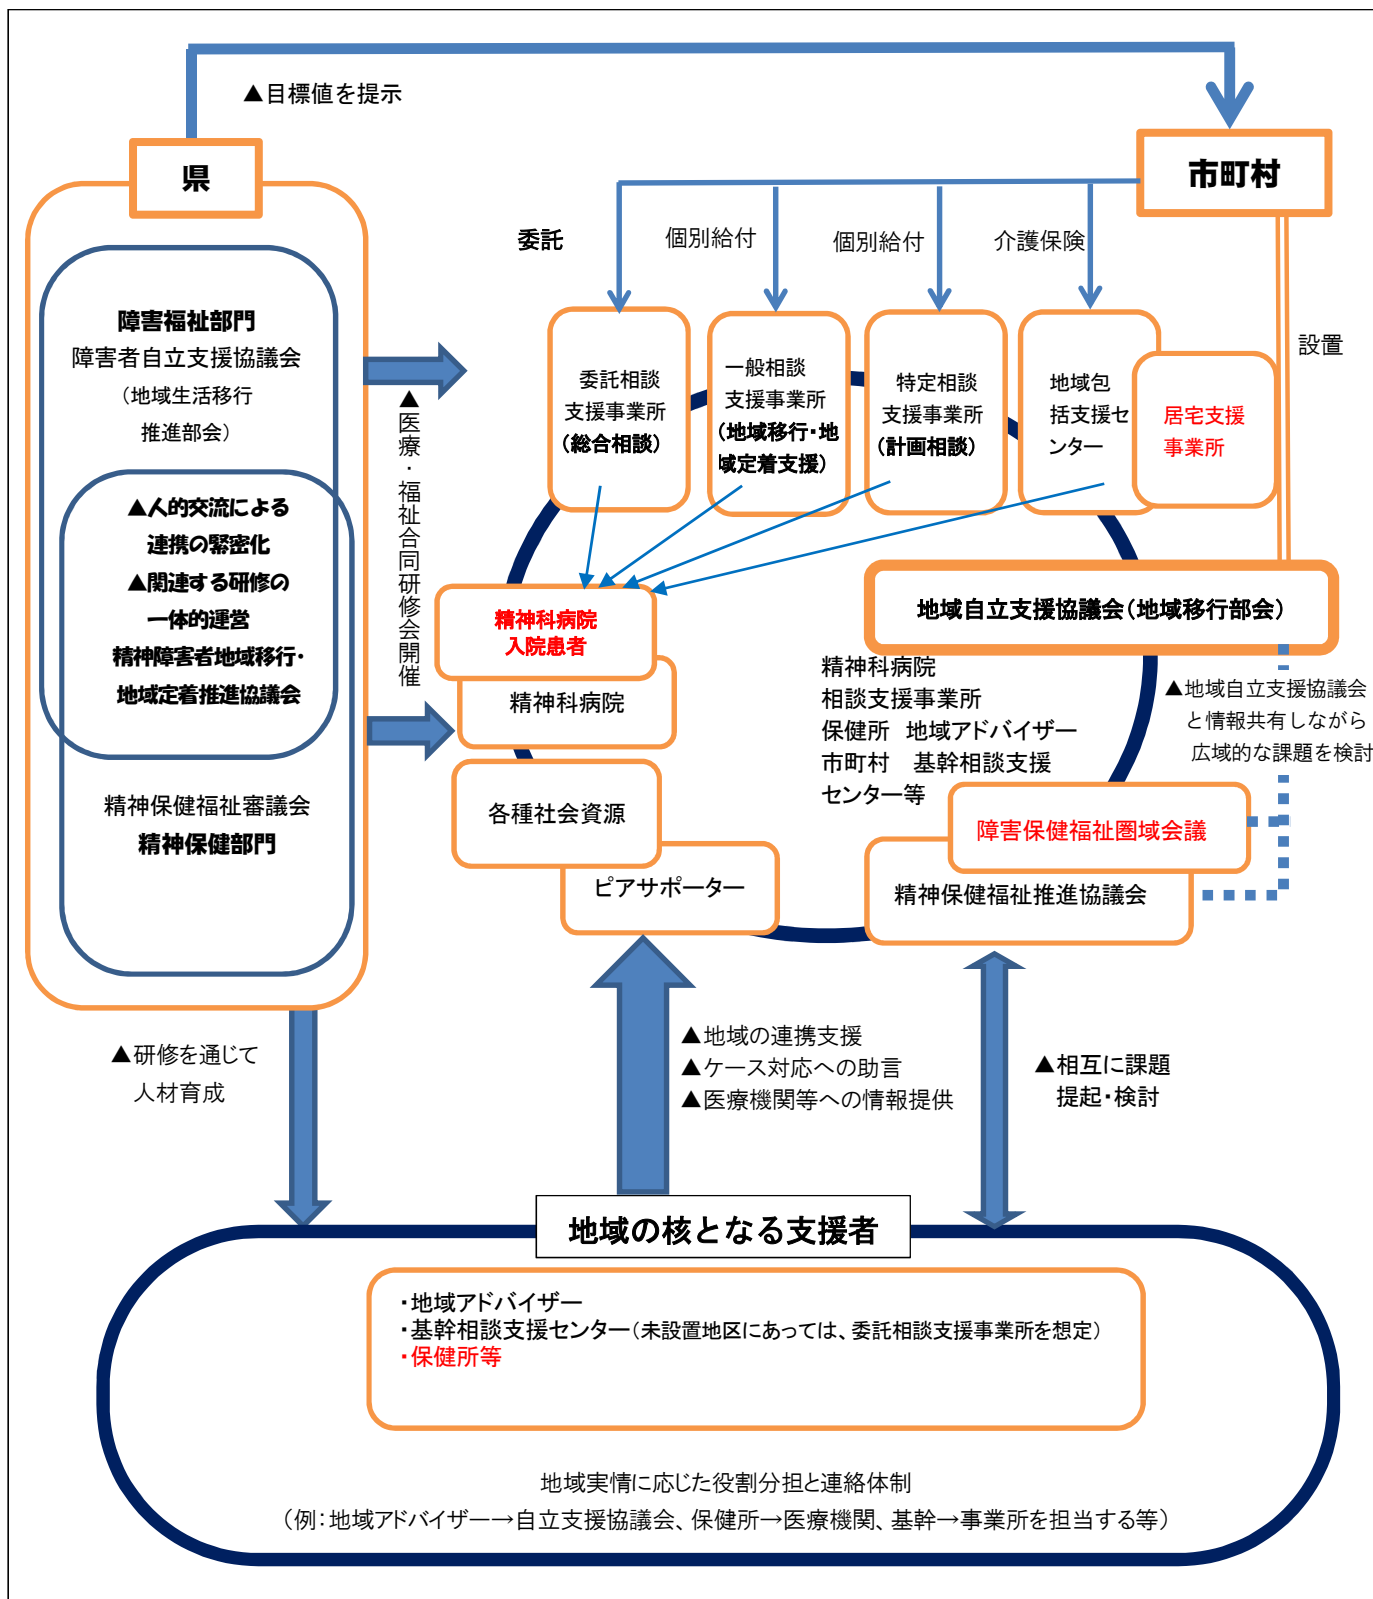 ▲目標値を提示
県
市町村
委託
個別給付
個別給付
介護保険
設置
障害福祉部門
障害者自立支援協議会
（地域生活移行
推進部会）
▲人的交流による
連携の緊密化
▲関連する研修の
一体的運営
精神障害者地域移行・
地域定着推進協議会
精神保健福祉審議会
精神保健部門
▲医療・福祉合同研修会開催
委託相談
支援事業所
(総合相談)
一般相談
支援事業所
(地域移行・地
域定着支援)
特定相談
支援事業所
(計画相談)
地域包
括支援セ
ンター
居宅支援
事業所
精神科病院
入院患者
精神科病院
各種社会資源
ピアサポーター
地域自立支援協議会(地域移行部会)
精神科病院
相談支援事業所
保健所　地域アドバイザー
市町村　基幹相談支援
センター等
▲地域自立支援協議会
と情報共有しながら
広域的な課題を検討
障害保健福祉圏域会議
精神保健福祉推進協議会
▲研修を通じて
人材育成
▲地域の連携支援
▲ケース対応への助言
▲医療機関等への情報提供
▲相互に課題
提起・検討
地域の核となる支援者
・地域アドバイザー
・基幹相談支援センター(未設置地区にあっては、委託相談支援事業所を想定)
・保健所等
地域実情に応じた役割分担と連絡体制
（例：地域アドバイザー→自立支援協議会、保健所→医療機関、基幹→事業所を担当する等）